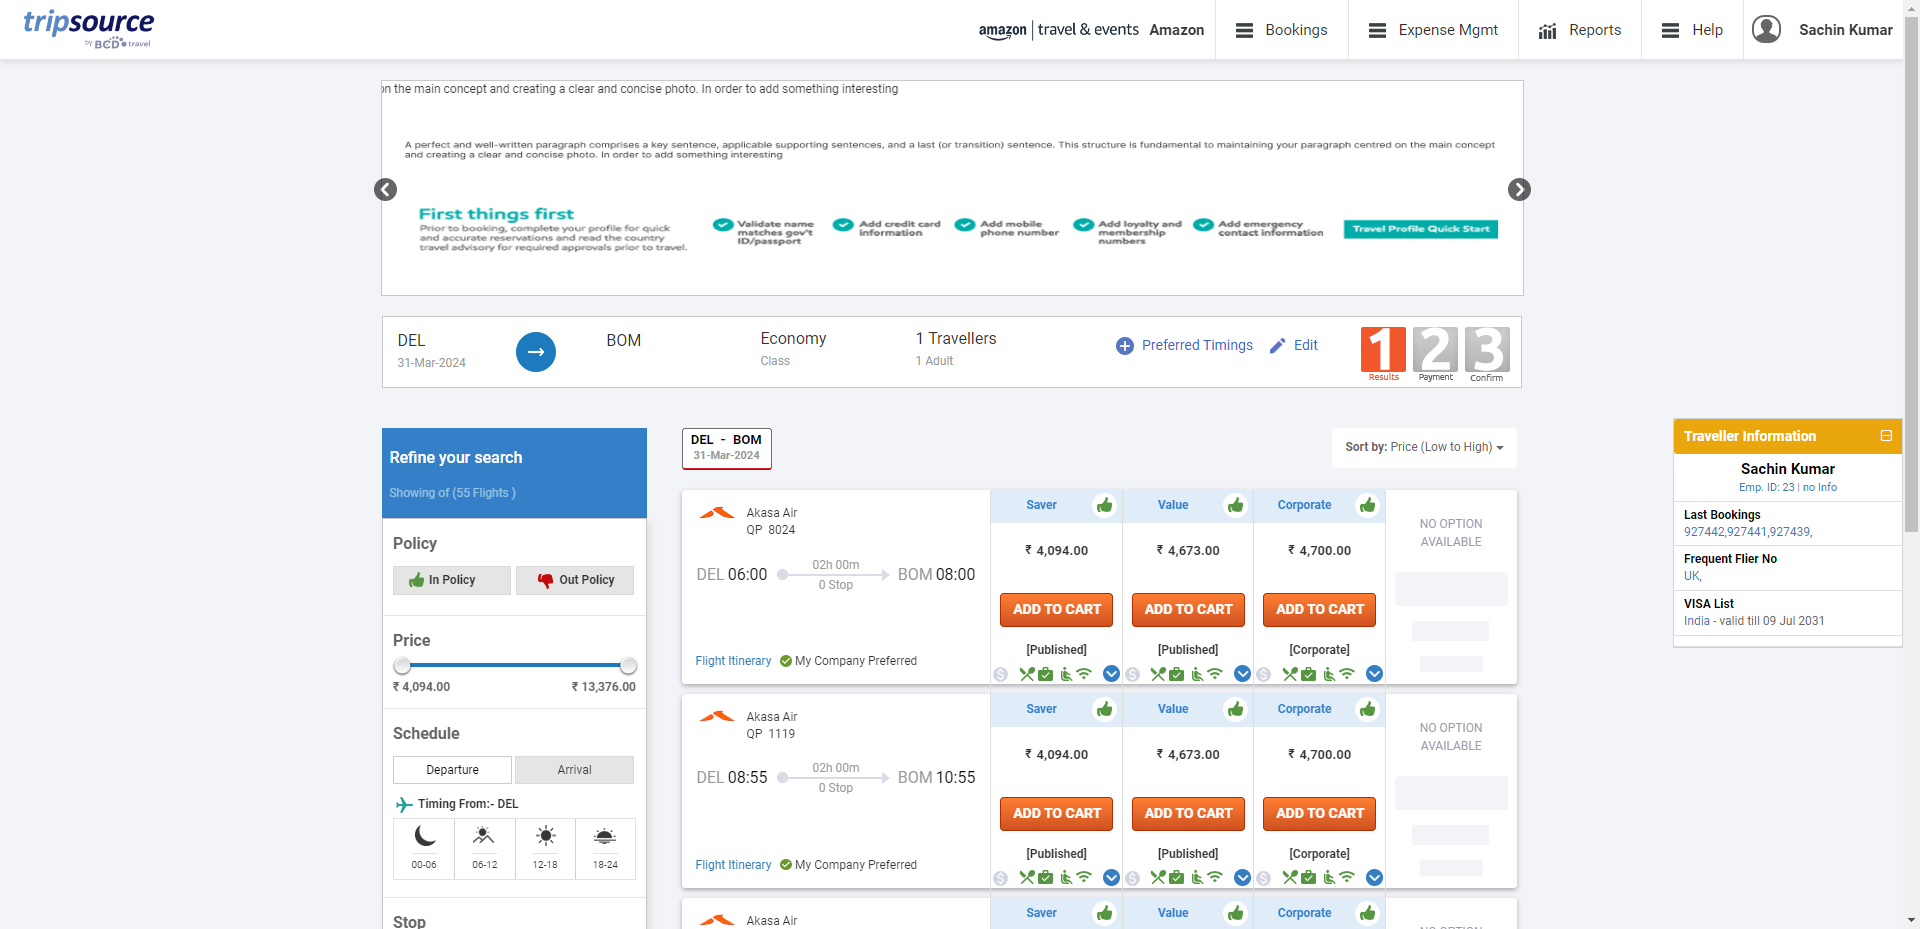 tripsource
by BCD travel
amazon | travel & events Amazon
Bookings
Expense Mgmt
Reports
Help
Sachin Kumar
on the main concept and creating a clear and concise photo. In order to add something interesting
A perfect and well-written paragraph comprises a key sentence, applicable supporting sentences, and a last (or transition) sentence. This structure is fundamental to maintaining your paragraph centred on the main concept
and creating a clear and concise photo. In order to add something interesting
First things first
Prior to booking, complete your profile for quick
and accurate reservations and read the country
travel advisory for required approvals prior to travel.
Validate name
matches gov't
ID/passport
Add credit card
information
Add mobile
phone number
Add loyalty and
membership
numbers
Add emergency
contact information
Travel Profile Quick Start
DEL
31-Mar-2024
BOM
Economy
Class
1 Travellers
1 Adult
Preferred Timings
Edit
1 2 3
Results Payment Confirm
Refine your search
Showing of (55 Flights )
Policy
In Policy
Out Policy
Price
₹ 4,094.00
₹ 13,376.00
Schedule
Departure
Arrival
Timing From:- DEL
00-06
06-12
12-18
18-24
Stop
DEL - BOM
31-Mar-2024
Sort by: Price (Low to High)
Akasa Air
QP 8024
DEL 06:00
02h 00m
0 Stop
BOM 08:00
Flight Itinerary
My Company Preferred
Saver
₹ 4,094.00
ADD TO CART
[Published]
Value
₹ 4,673.00
ADD TO CART
[Published]
Corporate
₹ 4,700.00
ADD TO CART
[Corporate]
NO OPTION
AVAILABLE
Akasa Air
QP 1119
DEL 08:55
02h 00m
0 Stop
BOM 10:55
Flight Itinerary
My Company Preferred
Saver
₹ 4,094.00
ADD TO CART
[Published]
Value
₹ 4,673.00
ADD TO CART
[Published]
Corporate
₹ 4,700.00
ADD TO CART
[Corporate]
NO OPTION
AVAILABLE
Akasa Air
Saver
Value
Corporate
NO OPTION
Traveller Information
Sachin Kumar
Emp. ID: 23 | no Info
Last Bookings
927442,927441,927439,
Frequent Flier No
UK,
VISA List
India - valid till 09 Jul 2031